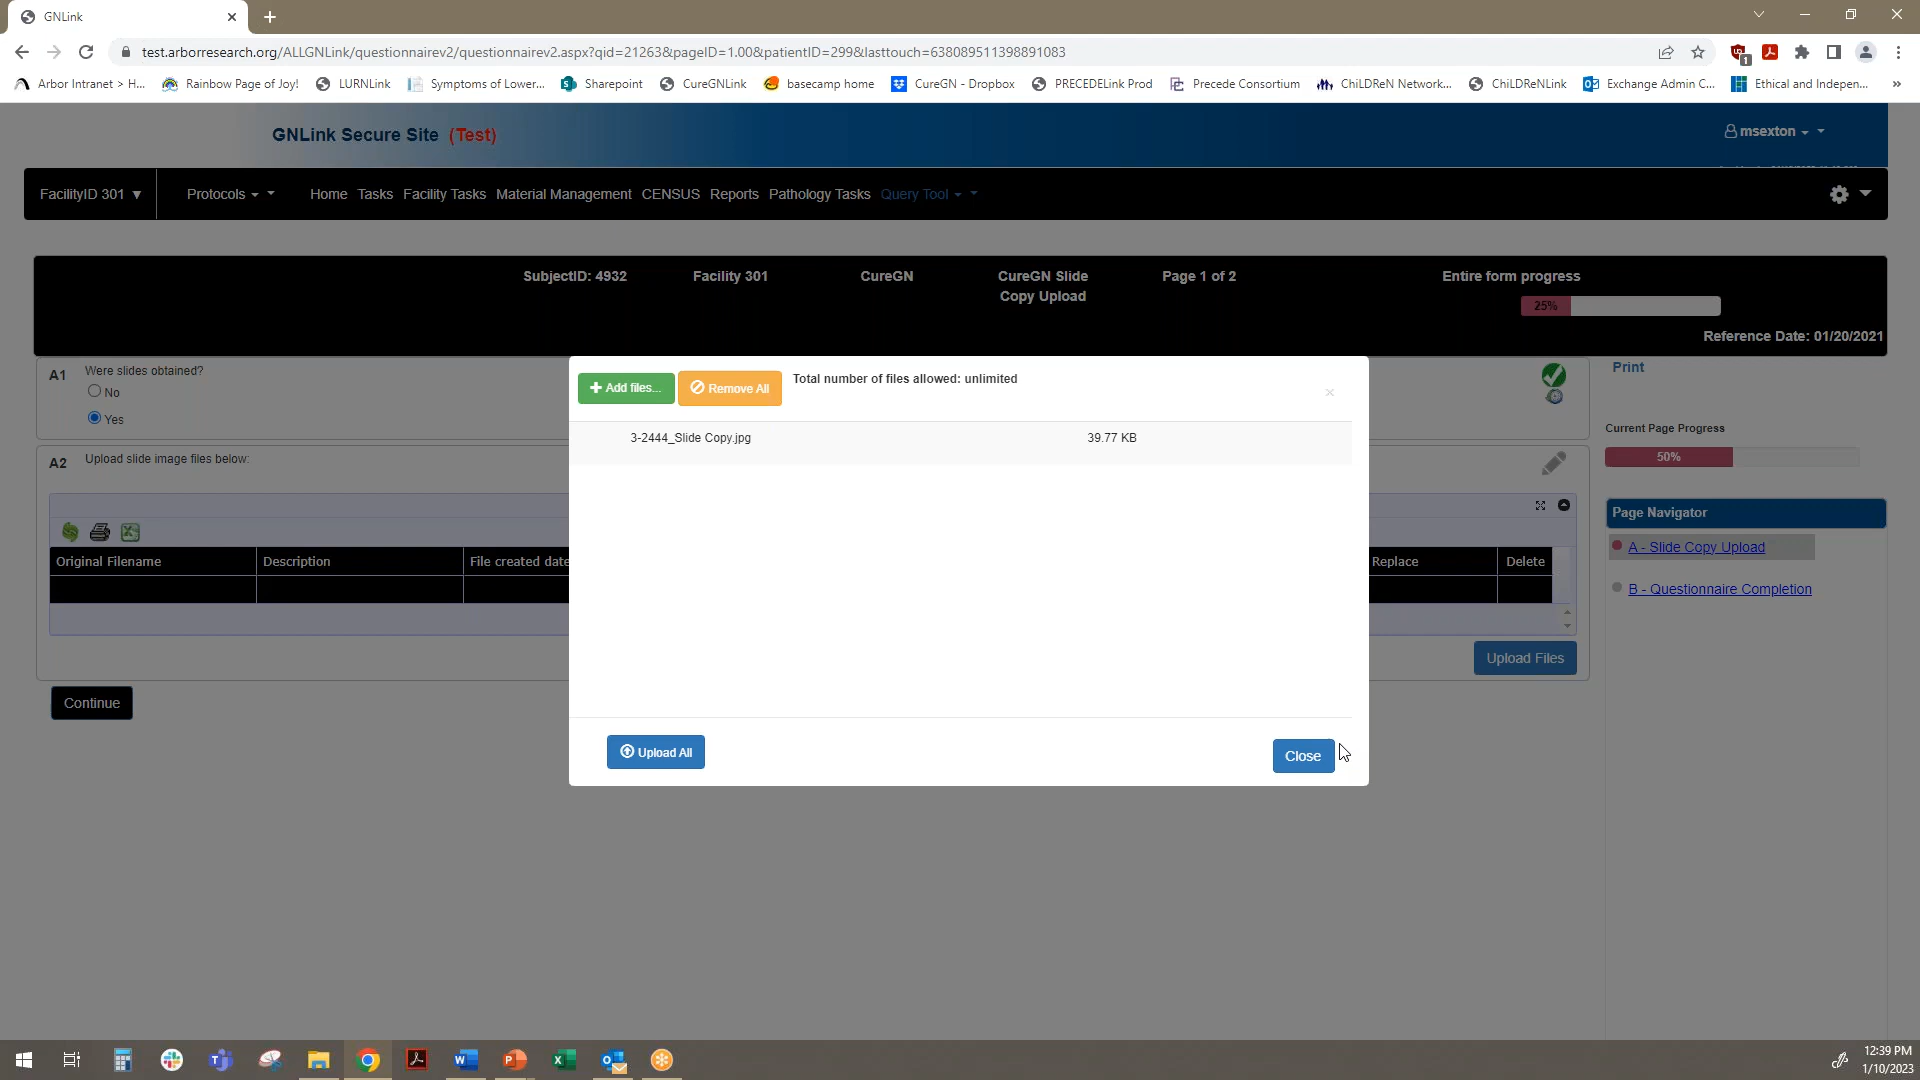 GNLink
test.arborresearch.org/ALLGNLink/questionnairev2/questionnairev2.aspx?qid=21263&pageID=1.00&patientID=299&lasttouch=638089511398891083
1
Arbor Intranet > H...
Rainbow Page of Joy!
LURNLink
Symptoms of Lower...
Sharepoint
CureGNLink
basecamp home
CureGN - Dropbox
PRECEDELink Prod
Precede Consortium
ChiLDReN Network...
ChiLDReNLink
Exchange Admin C...
Ethical and Indepen...
»
GNLink Secure Site (Test)
msexton
FacilityID 301
Protocols
Home
Tasks
Facility Tasks
Material Management
CENSUS
Reports
Pathology Tasks
Query Tool
SubjectID: 4932
Facility 301
CureGN
CureGN Slide
Copy Upload
Page 1 of 2
Entire form progress
25%
Reference Date: 01/20/2021
A1
Were slides obtained?
No
Yes
A2
Upload slide image files below:
Original Filename
Description
File created date
Replace
Delete
Upload Files
Continue
Add files...
Remove All
Total number of files allowed: unlimited
×
3-2444_Slide Copy.jpg
39.77 KB
Upload All
Close
Print
Current Page Progress
50%
Page Navigator
A - Slide Copy Upload
B - Questionnaire Completion
12:39 PM
1/10/2023